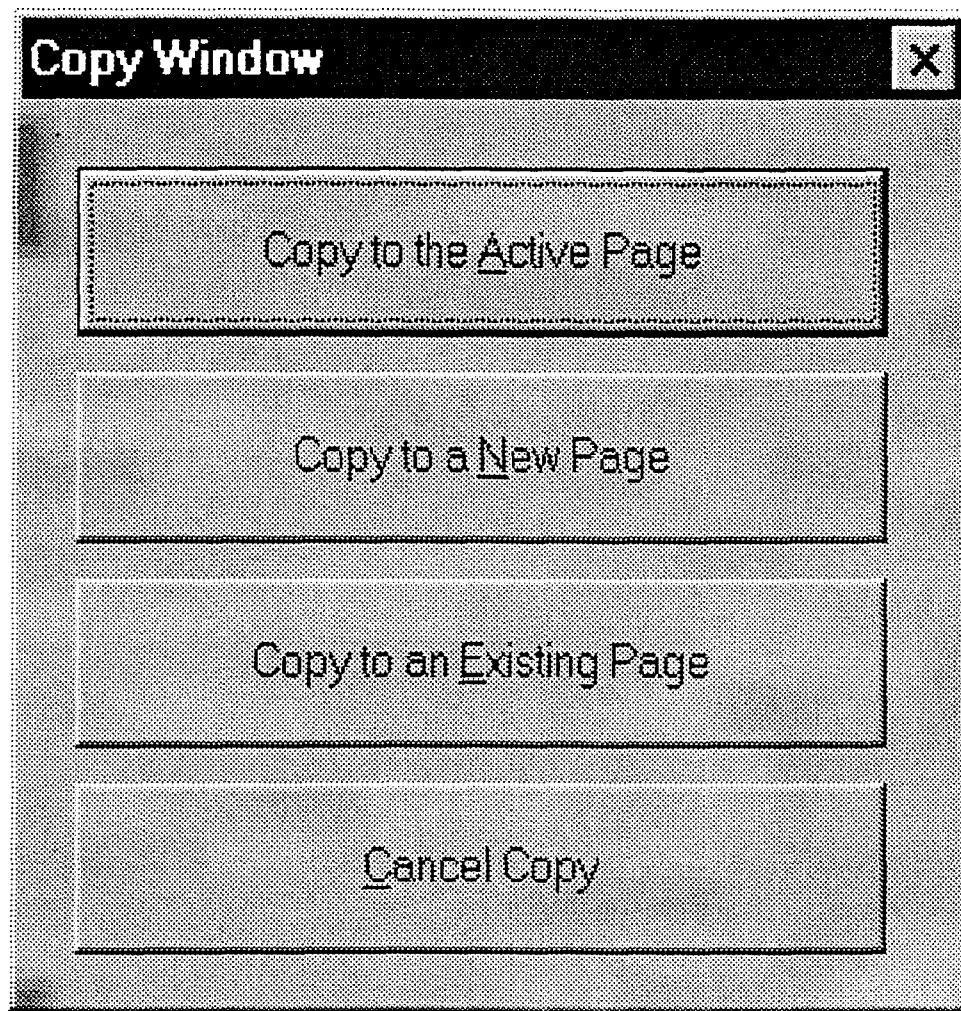 Copy Window
Copy to the Active Page
Copy to a New Page
Copy to an Existing Page
Cancel Copy